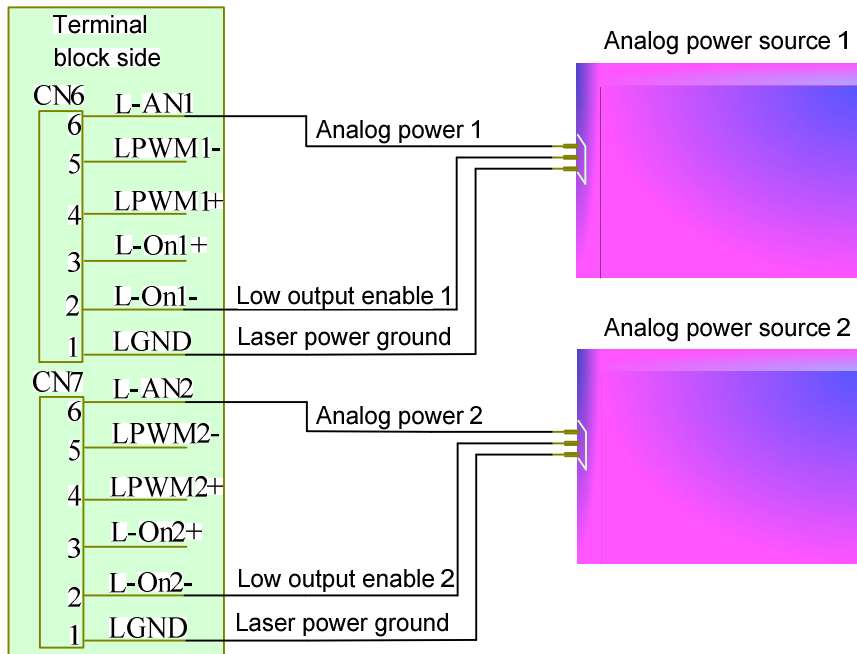 Terminal
block side
Analog power source 1
CN6
L-AN1
6
Analog power 1
LPWM1-
5
LPWM1+
4
L-On1+
3
L-On1-
2
Low output enable 1
LGND
1
Laser power ground
Analog power source 2
CN7
L-AN2
6
Analog power 2
LPWM2-
5
LPWM2+
4
L-On2+
3
L-On2-
2
Low output enable 2
LGND
1
Laser power ground